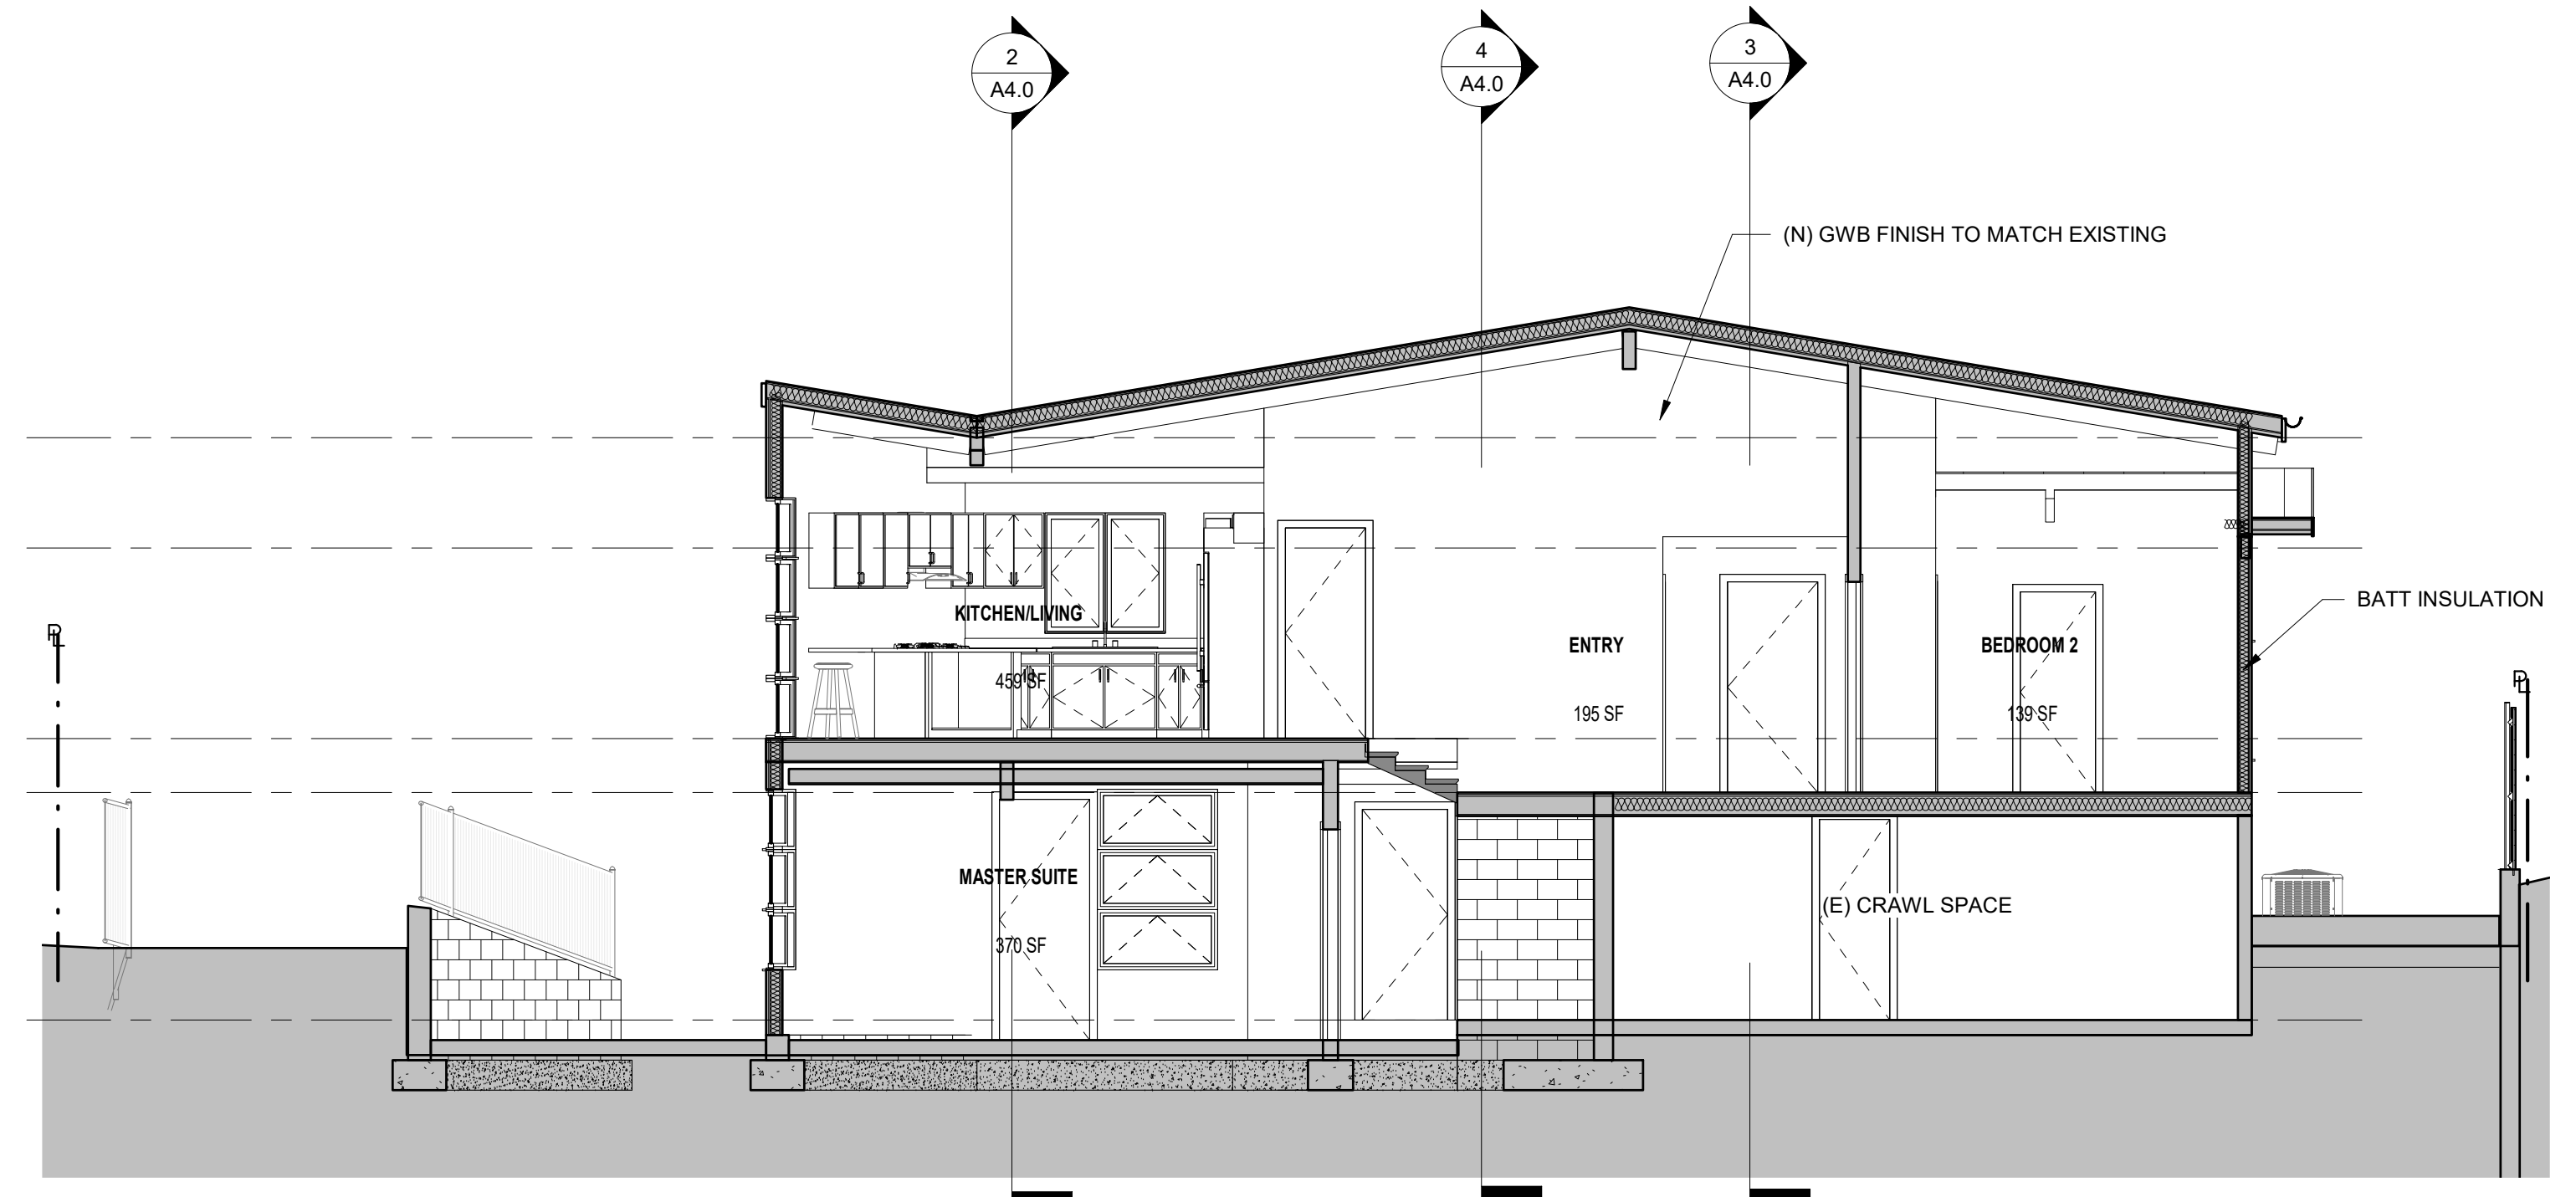 2
A4.0
4
A4.0
3
A4.0
(N) GWB FINISH TO MATCH EXISTING
BATT INSULATION
KITCHEN/LIVING
459 SF
ENTRY
195 SF
BEDROOM 2
139 SF
PL
PL
MASTER SUITE
370 SF
(E) CRAWL SPACE